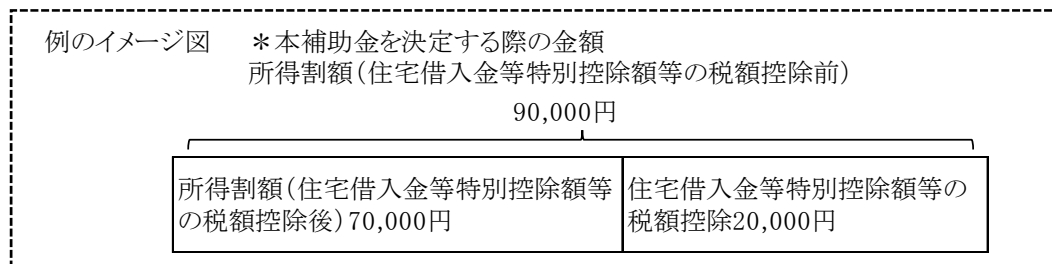 例のイメージ図　＊本補助金を決定する際の金額
所得割額（住宅借入金等特別控除額等の税額控除前）
90,000円
所得割額（住宅借入金等特別控除額等
の税額控除後）70,000円
住宅借入金等特別控除額等の
税額控除20,000円